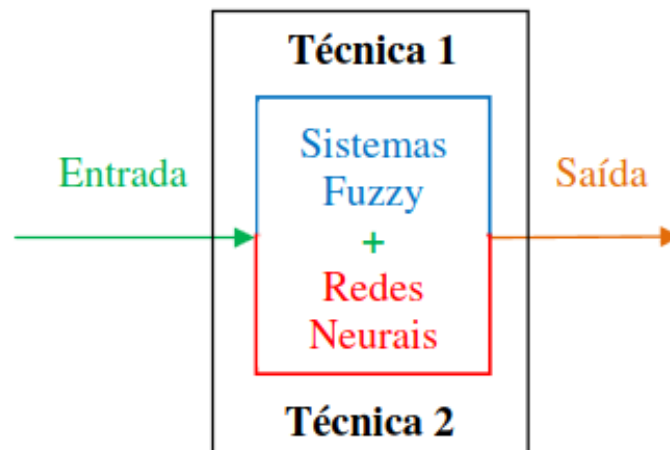 Técnica 1
Entrada
Sistemas
Fuzzy
+
Redes
Neurais
Saída
Técnica 2